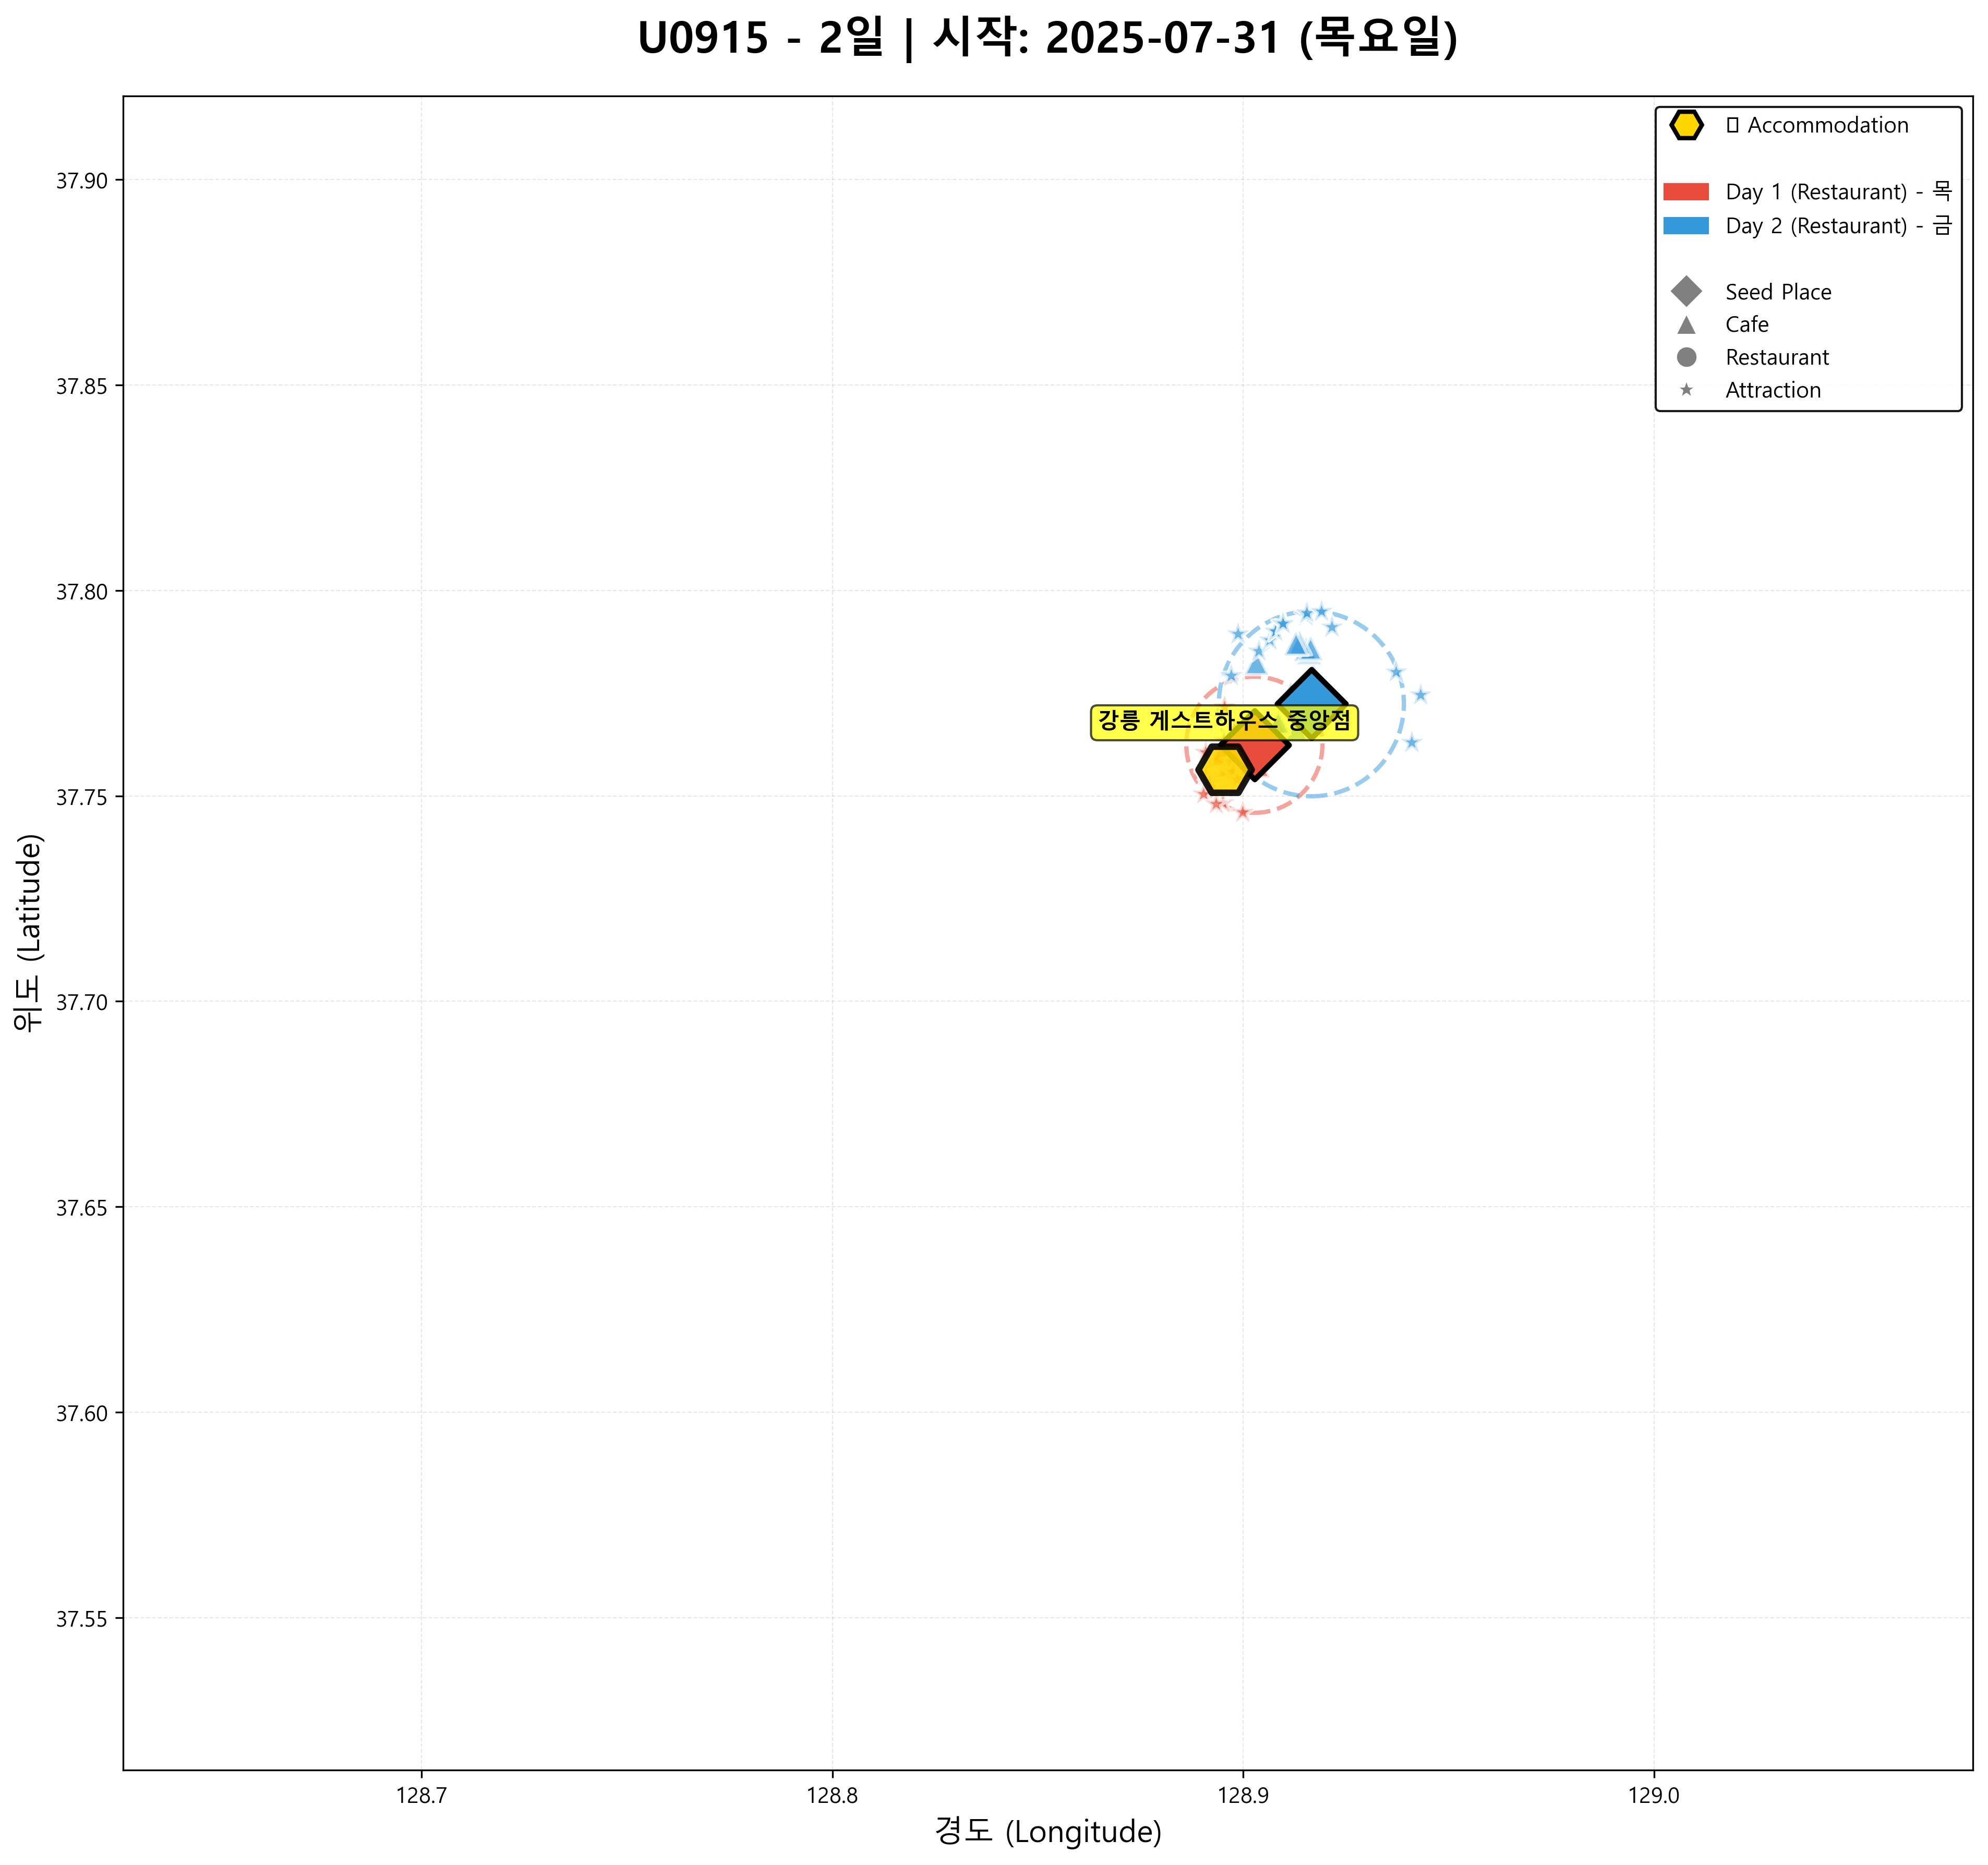 U0915 - 2일 | 시작: 2025-07-31 (목요일)
Accommodation
Day 1 (Restaurant) - 목
Day 2 (Restaurant) - 금
Seed Place
Cafe
Restaurant
Attraction
37.90
37.85
37.80
37.75
37.70
37.65
37.60
37.55
강릉 게스트하우스 중앙점
위도 (Latitude)
128.7
128.8
128.9
129.0
경도 (Longitude)